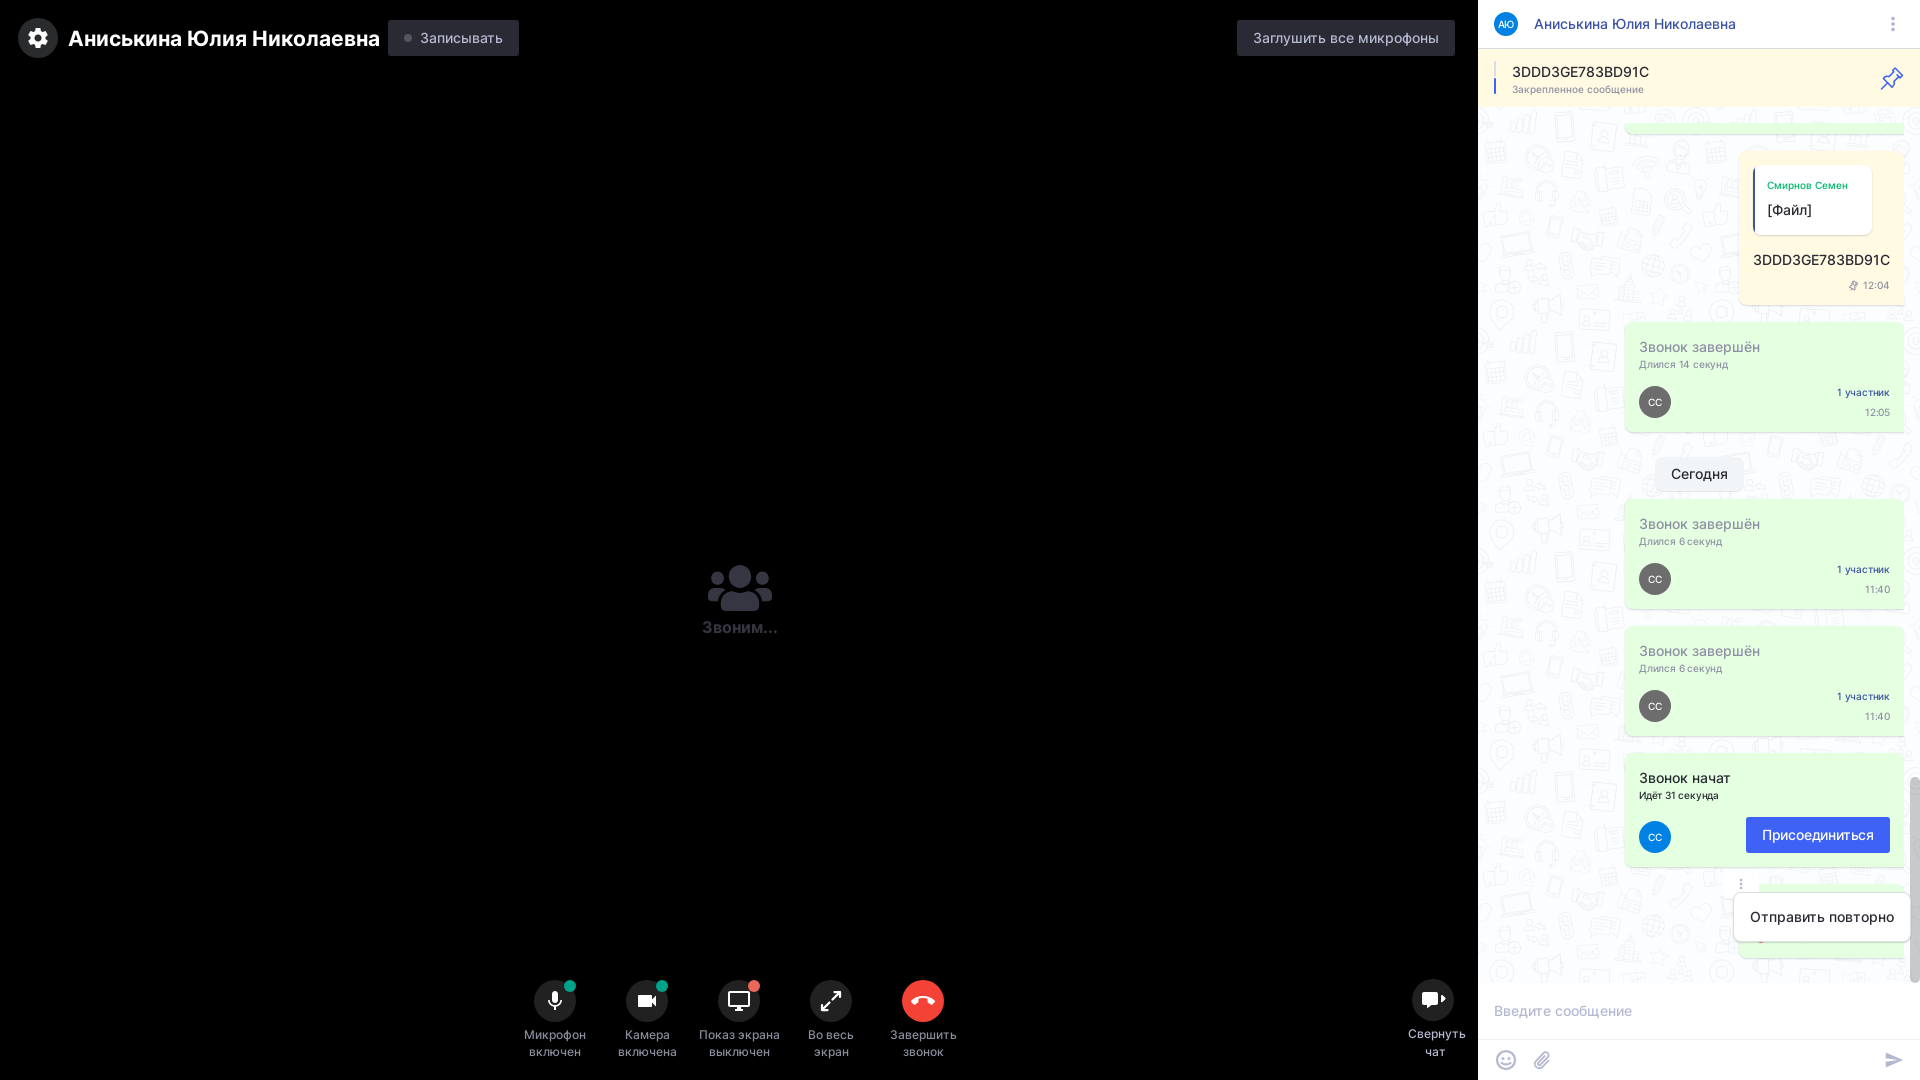 Аниськина Юлия Николаевна
Записывать
Заглушить все микрофоны
Звоним...
Микрофон
включен
Камера
включена
Показ экрана
выключен
Во весь
экран
Завершить
звонок
Свернуть
чат
АЮ
Аниськина Юлия Николаевна
3DDD3GE783BD91C
Закрепленное сообщение
Смирнов Семен
[Файл]
3DDD3GE783BD91C
12:04
Звонок завершён
Длился 14 секунд
СС
1 участник
12:05
Сегодня
Звонок завершён
Длился 6 секунд
СС
1 участник
11:40
Звонок завершён
Длился 6 секунд
СС
1 участник
11:40
Звонок начат
Идёт 31 секунда
СС
Присоединиться
Отправить повторно
Введите сообщение